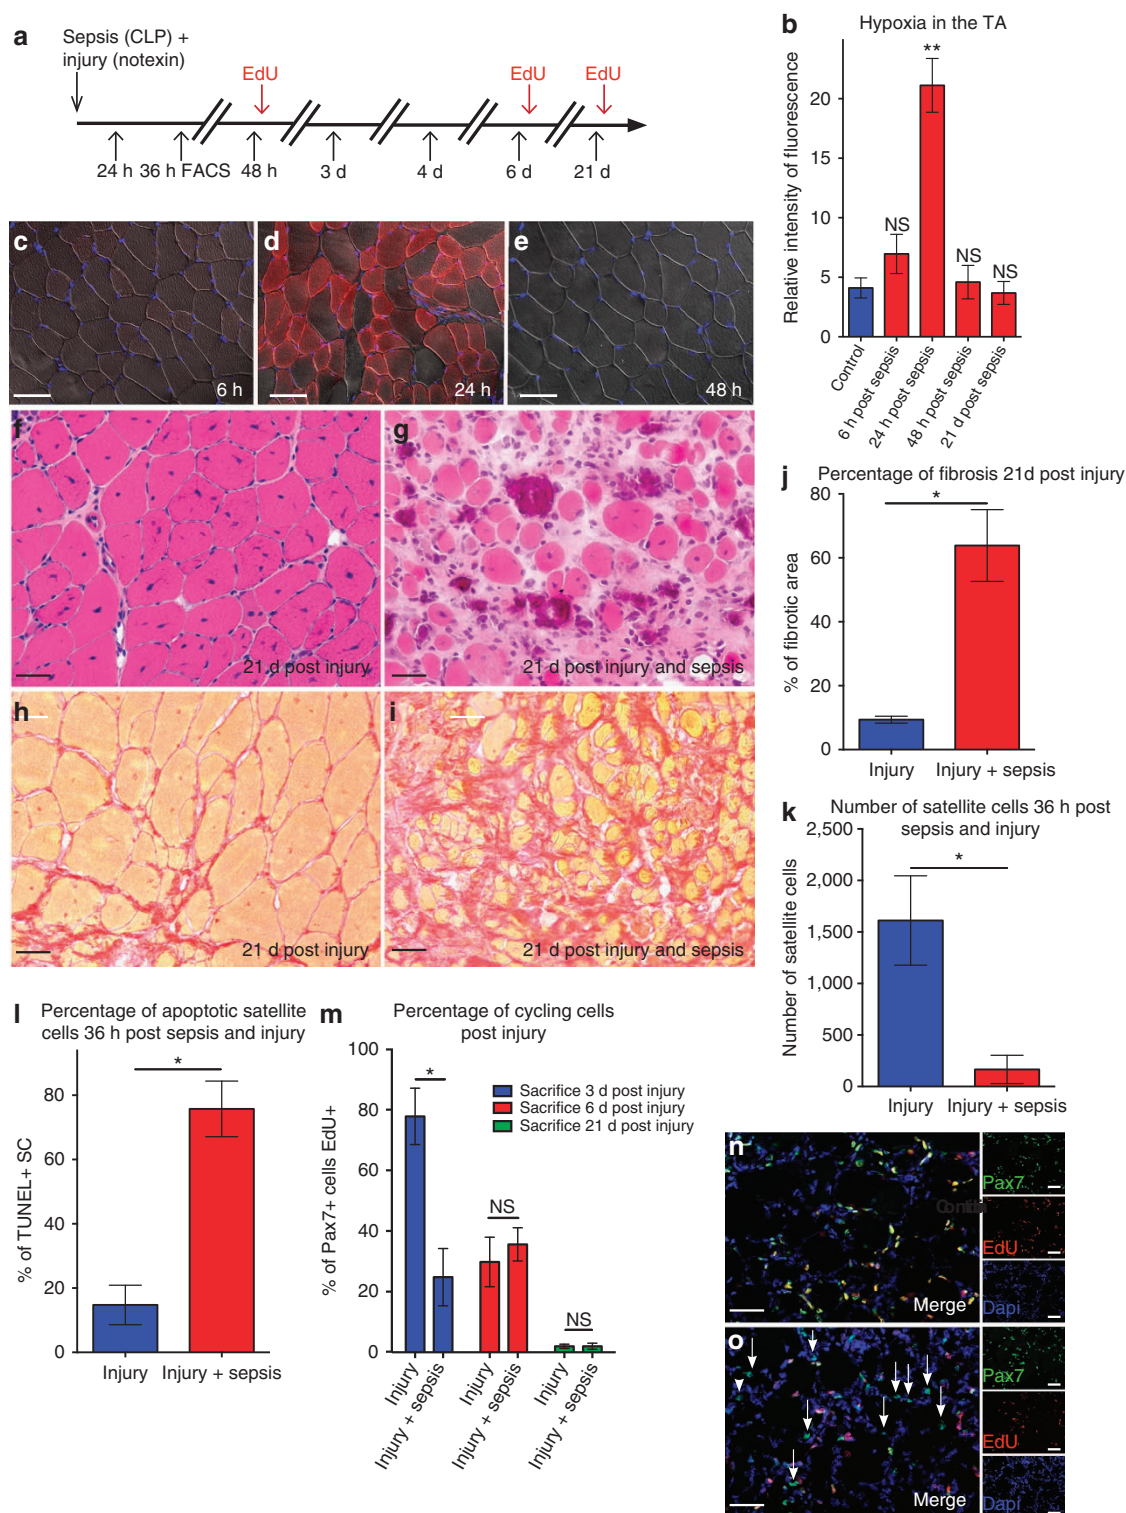 a
Sepsis (CLP) +
injury (notexin)
EdU
EdU
EdU
24 h
36 h FACS
48 h
3 d
4 d
6 d
21 d
b
Hypoxia in the TA
Relative intensity of fluorescence
20
15
10
5
0
**
NS
NS
NS
Control
6 h post sepsis
24 h post sepsis
48 h post sepsis
21 d post sepsis
c
6 h
d
24 h
e
48 h
f
21 d post injury
g
21 d post injury and sepsis
h
21 d post injury
i
21 d post injury and sepsis
j
Percentage of fibrosis 21d post injury
% of fibrotic area
80
60
40
20
0
*
Injury
Injury + sepsis
k
Number of satellite cells 36 h post
sepsis and injury
Number of satellite cells
2,500
2,000
1,500
1,000
500
0
*
Injury
Injury + sepsis
l
Percentage of apoptotic satellite
cells 36 h post sepsis and injury
% of TUNEL+ SC
80
60
40
20
0
*
Injury
Injury + sepsis
m
Percentage of cycling cells
post injury
% of Pax7+ cells EdU+
100
80
60
40
20
0
*
NS
NS
Sacrifice 3 d post injury
Sacrifice 6 d post injury
Sacrifice 21 d post injury
Injury
Injury + sepsis
Injury
Injury + sepsis
Injury
Injury + sepsis
n
Merge
Pax7
EdU
Dapi
o
Merge
Pax7
EdU
Dapi